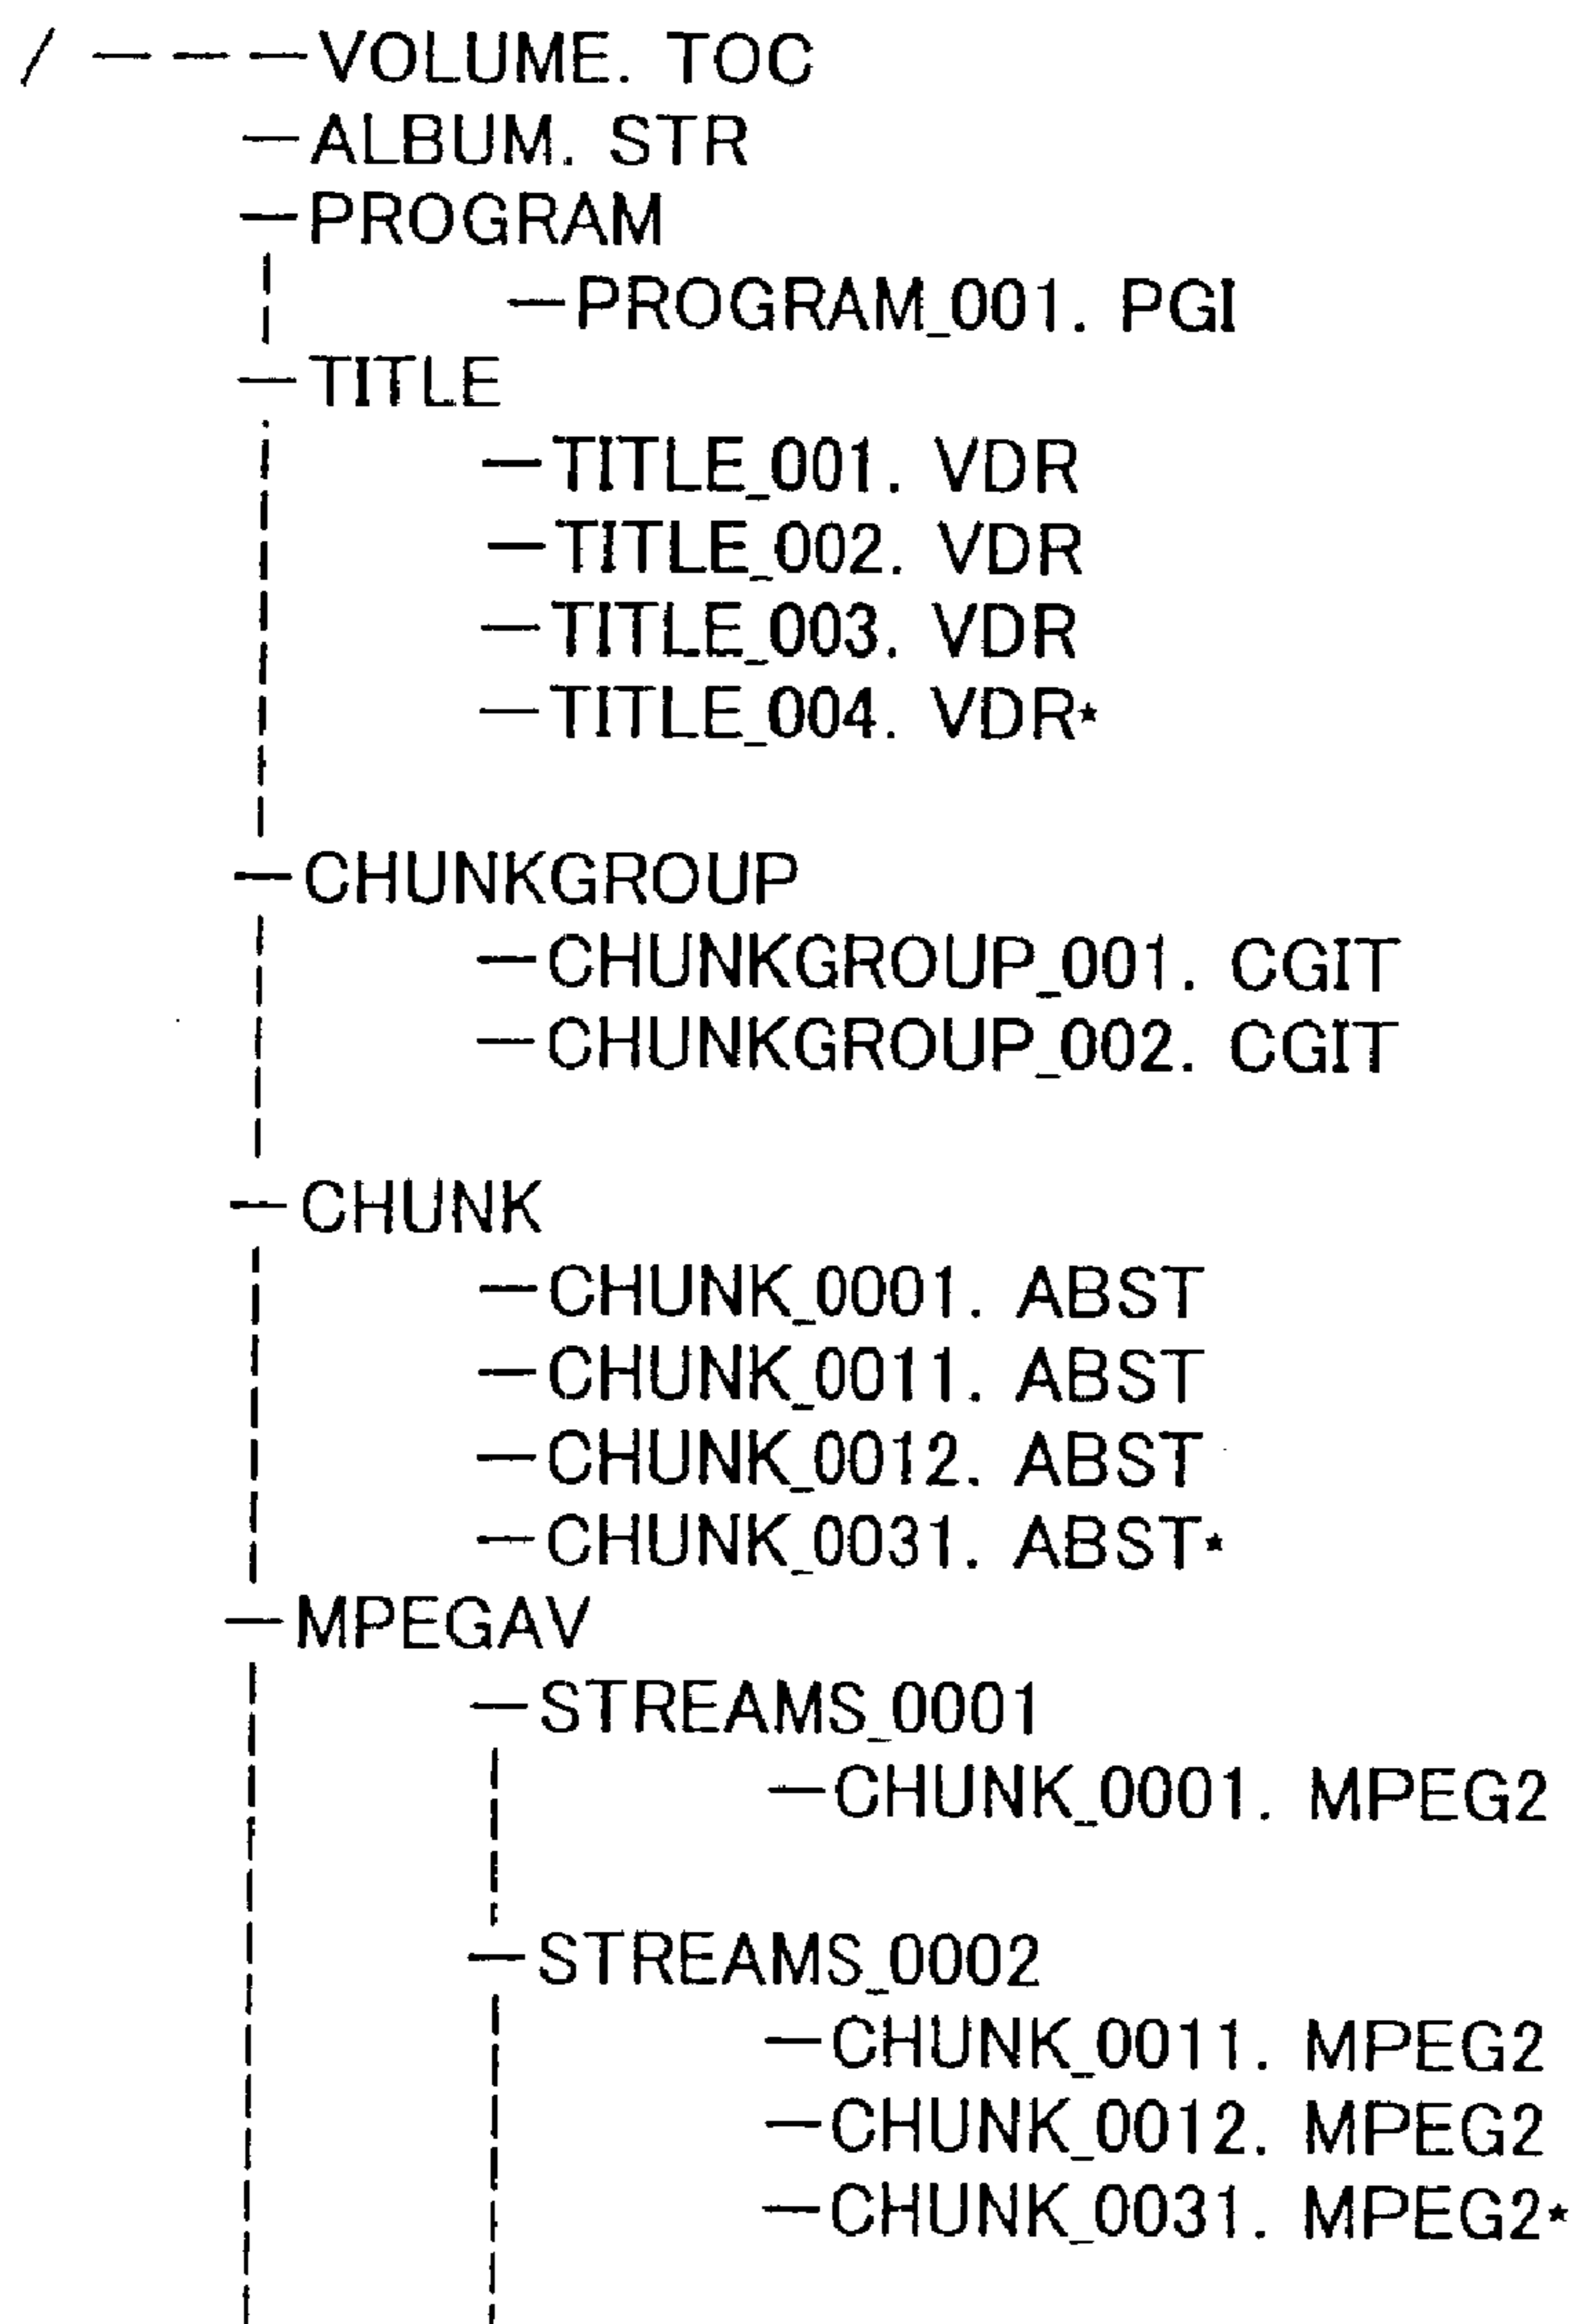 / ---VOLUME. TOC
-ALBUM. STR
-PROGRAM
-PROGRAM_001. PGI
-TITLE
-TITLE_001. VDR
-TITLE_002. VDR
-TITLE_003. VDR
-TITLE_004. VDR★
-CHUNKGROUP
-CHUNKGROUP_001. CGIT
-CHUNKGROUP_002. CGIT
-CHUNK
-CHUNK_0001. ABST
-CHUNK_0011. ABST
-CHUNK_0012. ABST
-CHUNK_0031. ABST★
-MPEGAV
-STREAMS_0001
-CHUNK_0001. MPEG2
-STREAMS_0002
-CHUNK_0011. MPEG2
-CHUNK_0012. MPEG2
-CHUNK_0031. MPEG2★